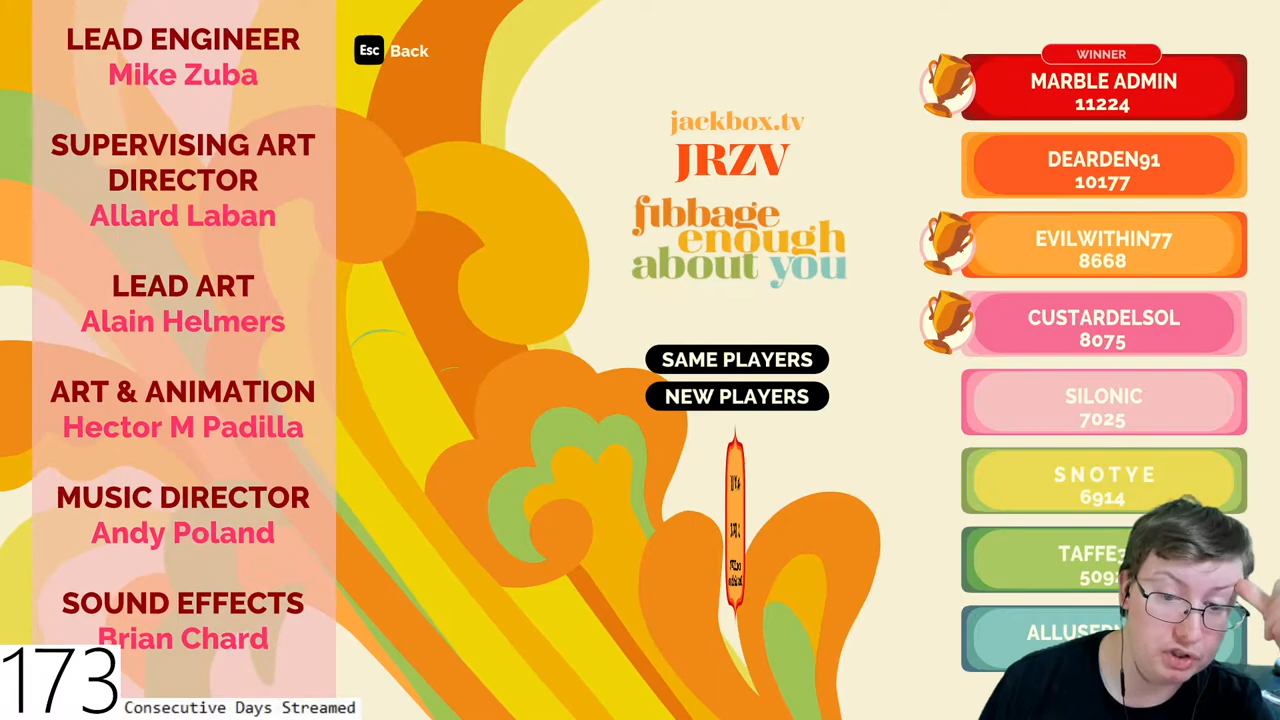 LEAD ENGINEER
Mike Zuba
SUPERVISING ART
DIRECTOR
Allard Laban
LEAD ART
Alain Helmers
ART & ANIMATION
Hector M Padilla
MUSIC DIRECTOR
Andy Poland
SOUND EFFECTS
Brian Chard
173
Consecutive Days Streamed
Esc Back
jackbox.tv
JRZV
fibbage
enough
about you
SAME PLAYERS
NEW PLAYERS
WINNER
MARBLE ADMIN
11224
DEARDEN91
10177
EVILWITHIN77
8668
CUSTARDELSOL
8075
SILONIC
7025
S N O T Y E
6914